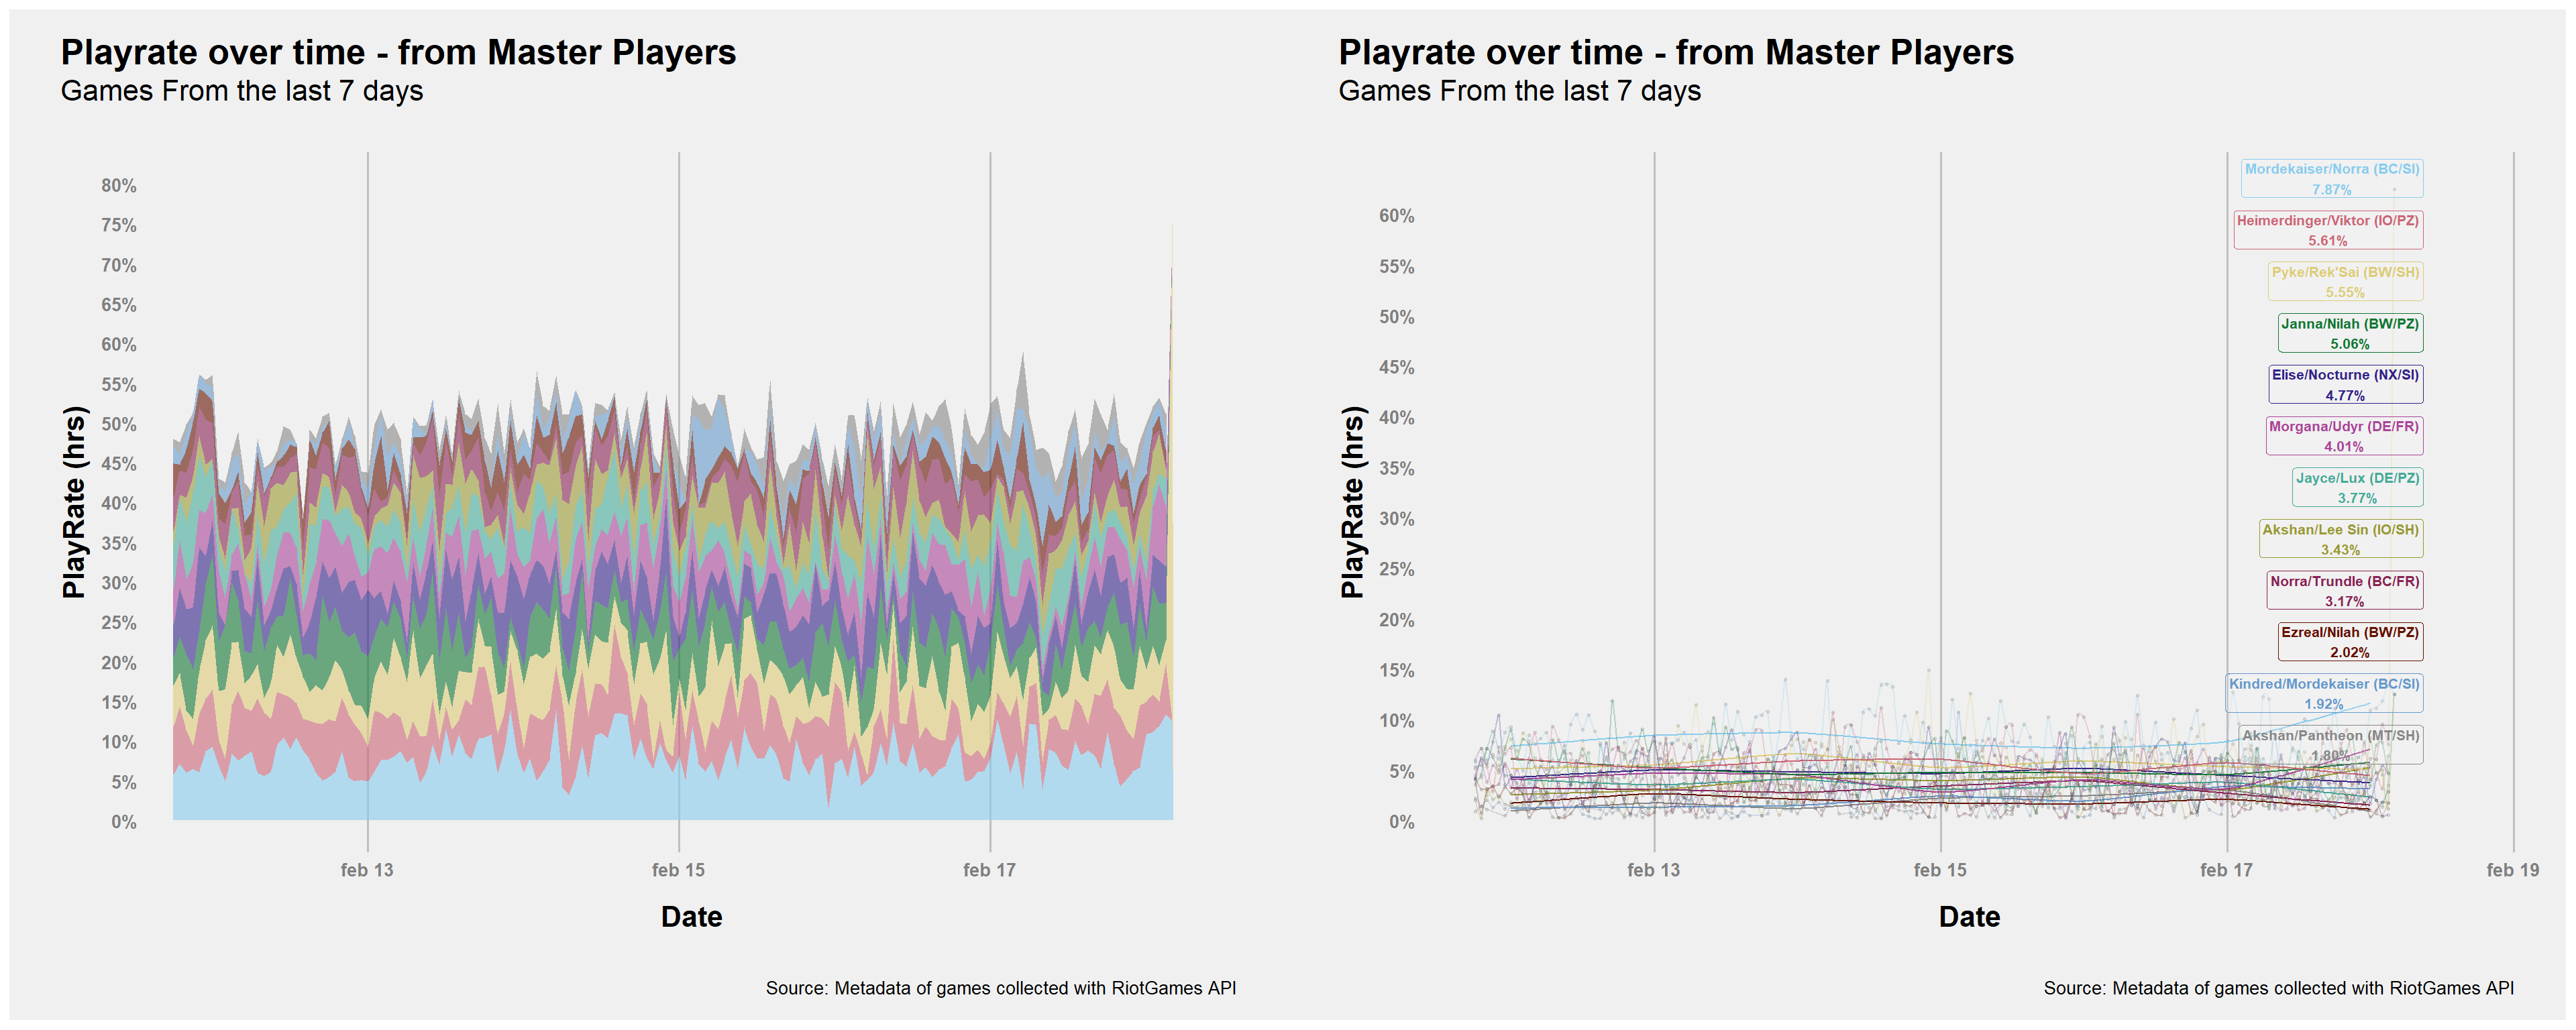 Playrate over time - from Master Players
Games From the last 7 days
80%
75%
70%
65%
60%
55%
50%
45%
40%
35%
30%
25%
20%
15%
10%
5%
0%
PlayRate (hrs)
feb 13
feb 15
feb 17
Date
Source: Metadata of games collected with RiotGames API
Playrate over time - from Master Players
Games From the last 7 days
60%
55%
50%
45%
40%
35%
30%
25%
20%
15%
10%
5%
0%
PlayRate (hrs)
Mordekaiser/Norra (BC/SI)
7.87%
Heimerdinger/Viktor (IO/PZ)
5.61%
Pyke/Rek'Sai (BW/SH)
5.55%
Janna/Nilah (BW/PZ)
5.06%
Elise/Nocturne (NX/SI)
4.77%
Morgana/Udyr (DE/FR)
4.01%
Jayce/Lux (DE/PZ)
3.77%
Akshan/Lee Sin (IO/SH)
3.43%
Norra/Trundle (BC/FR)
3.17%
Ezreal/Nilah (BW/PZ)
2.02%
Kindred/Mordekaiser (BC/SI)
1.92%
Akshan/Pantheon (MT/SH)
1.80%
feb 13
feb 15
feb 17
feb 19
Date
Source: Metadata of games collected with RiotGames API